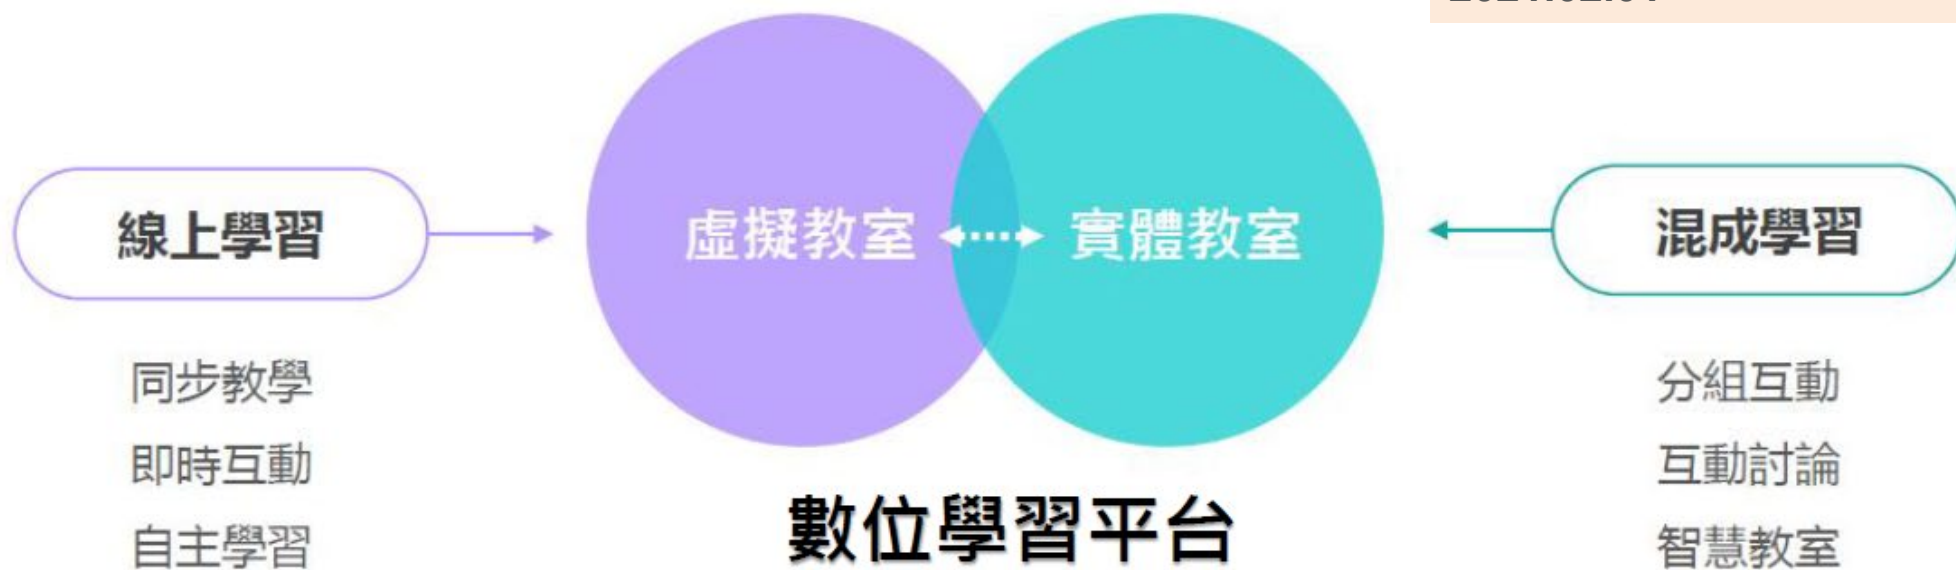 線上學習
同步教學
即時互動
自主學習
虛擬教室
實體教室
數位學習平台
混成學習
分組互動
互動討論
智慧教室